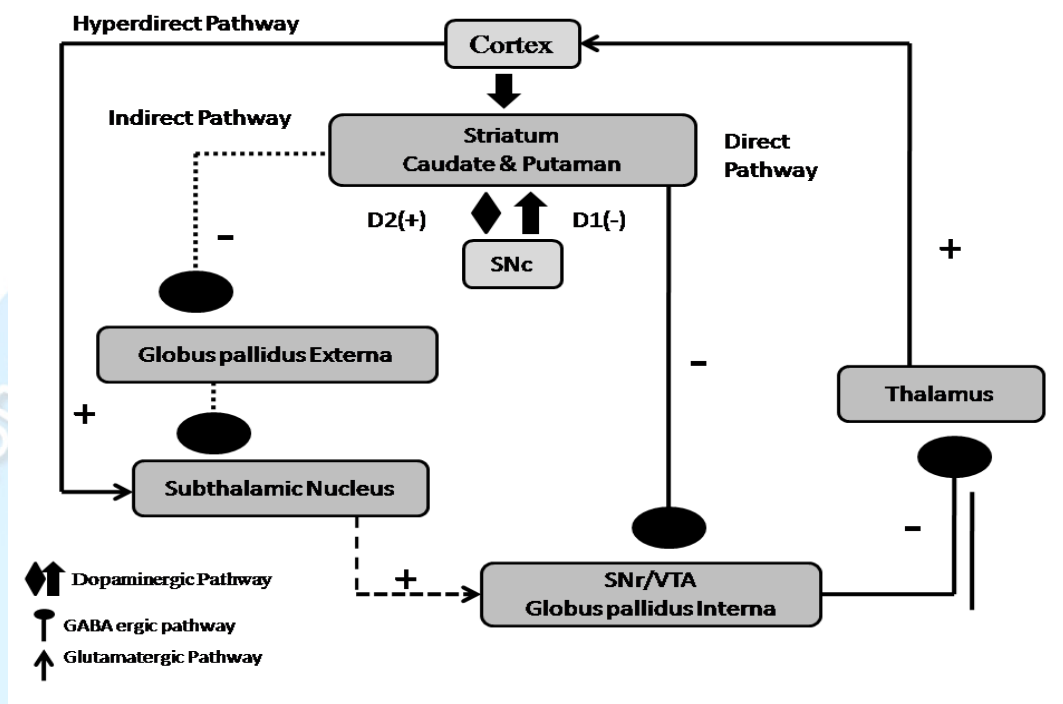 Hyperdirect Pathway
Cortex
Indirect Pathway
Striatum
Caudate & Putaman
Direct
Pathway
D2(+)
D1(-)
SNc
-
+
-
Globus pallidus Externa
Thalamus
+
Subthalamic Nucleus
-
+
SNr/VTA
Globus pallidus Interna
Dopaminergic Pathway
GABA ergic pathway
Glutamatergic Pathway